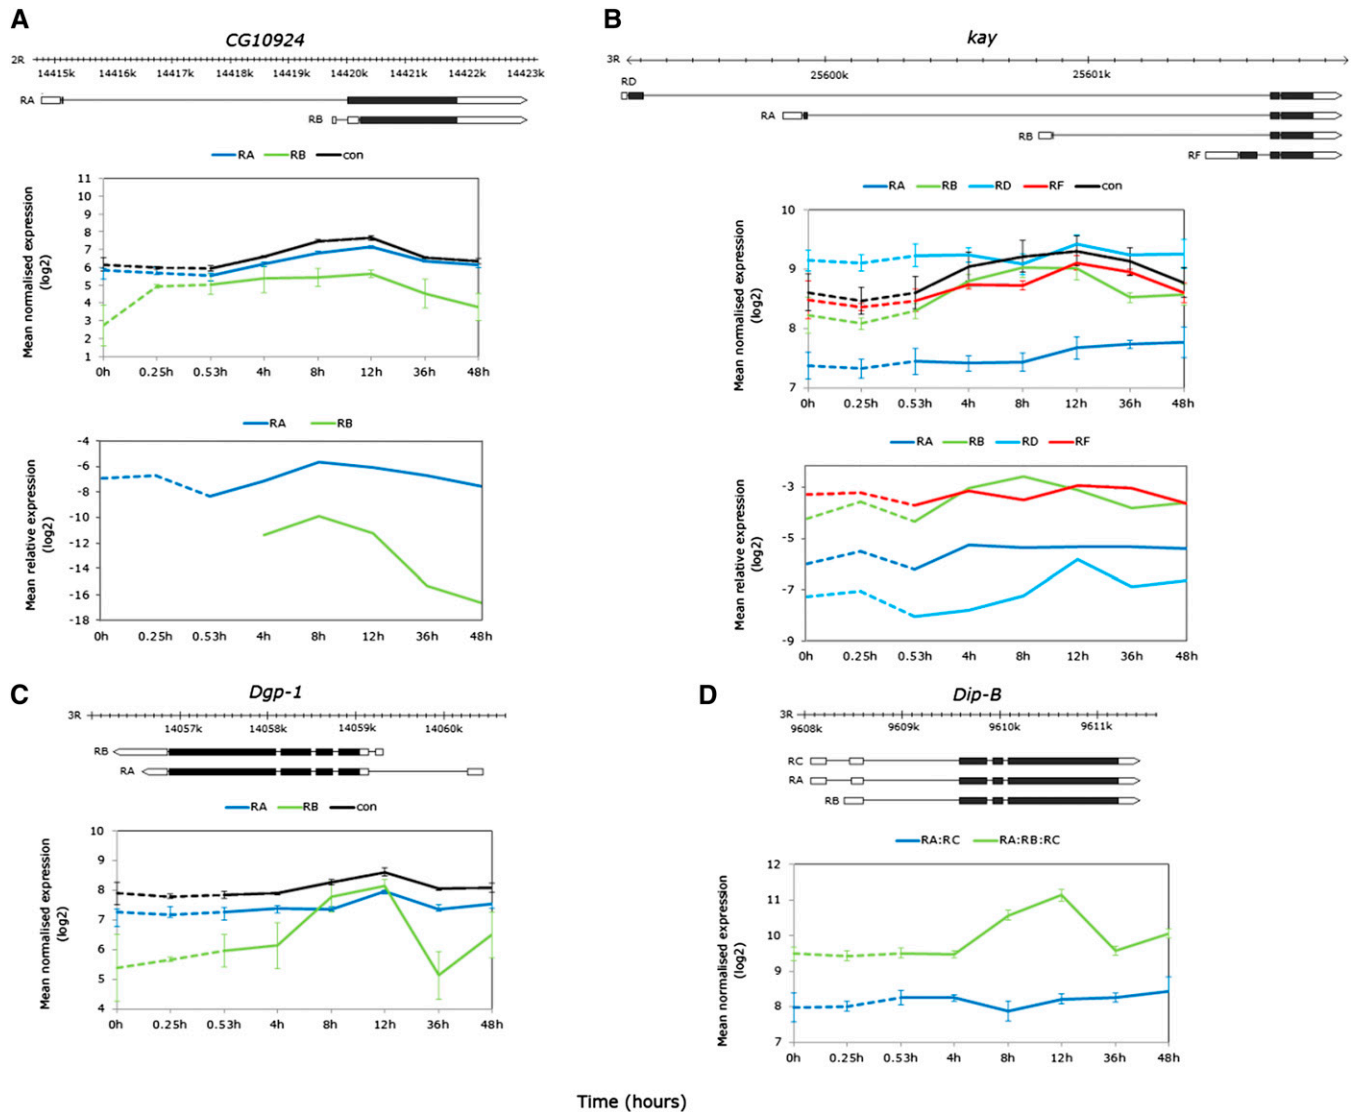 A
CG10924
2R
14415k 14416k 14417k 14418k 14419k 14420k 14421k 14422k 14423k
RA
RB
RA RB con
Mean normalised expression
(log2)
11
10
9
8
7
6
5
4
3
2
1
0h 0.25h 0.53h 4h 8h 12h 36h 48h
RA RB
Mean relative expression
(log2)
-4
-6
-8
-10
-12
-14
-16
-18
0h 0.25h 0.53h 4h 8h 12h 36h 48h
B
kay
3R
25600k 25601k
RD
RA
RB
RF
RA RB RD RF con
Mean normalised expression
(log2)
10
9
8
7
0h 0.25h 0.53h 4h 8h 12h 36h 48h
RA RB RD RF
Mean relative expression
(log2)
-3
-5
-7
-9
0h 0.25h 0.53h 4h 8h 12h 36h 48h
C
Dgp-1
3R
14057k 14058k 14059k 14060k
RB
RA
RA RB con
Mean normalised expression
(log2)
10
9
8
7
6
5
4
0h 0.25h 0.53h 4h 8h 12h 36h 48h
D
Dip-B
3R
9608k 9609k 9610k 9611k
RC
RA
RB
RA:RC RA:RB:RC
Mean normalised expression
(log2)
12
11
10
9
8
7
0h 0.25h 0.53h 4h 8h 12h 36h 48h
Time (hours)